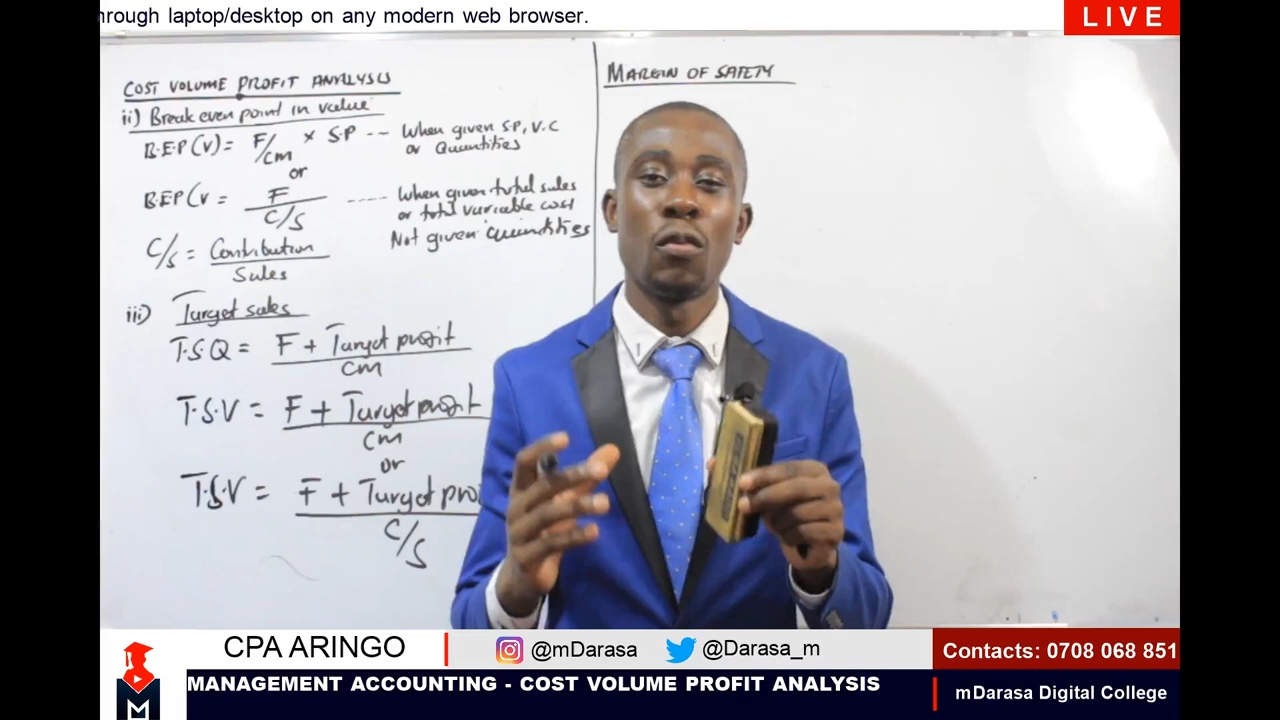 hrough laptop/desktop on any modern web browser.
LIVE
COST VOLUME PROFIT ANALYSIS
ii) Break even point in value
B.E.P(V) = F/cm × S.P --- When given S.P, V.C
or Quantities
or
B.E.P(V = F / C/S ---- When given total sales
or total variable cost
Not given quantities
C/S = Contribution / Sales
iii) Target sales
T.S.Q = F + Target profit / cm
T.S.V = F + Target profit / cm
or
T.S.V = F + Target pro / C/S
MARGIN OF SAFETY
CPA ARINGO
@mDarasa
@Darasa_m
Contacts: 0708 068 851
MANAGEMENT ACCOUNTING - COST VOLUME PROFIT ANALYSIS
mDarasa Digital College
M